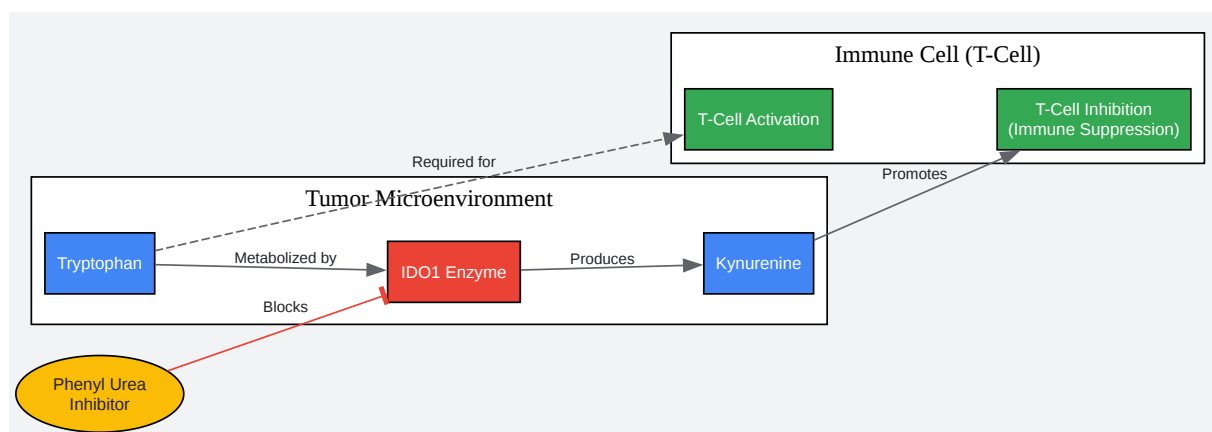 Immune Cell (T-Cell)
T-Cell Activation
T-Cell Inhibition
(Immune Suppression)
Required for
Promotes
Tumor Microenvironment
Tryptophan
Metabolized by
IDO1 Enzyme
Produces
Kynurenine
Blocks
Phenyl Urea
Inhibitor